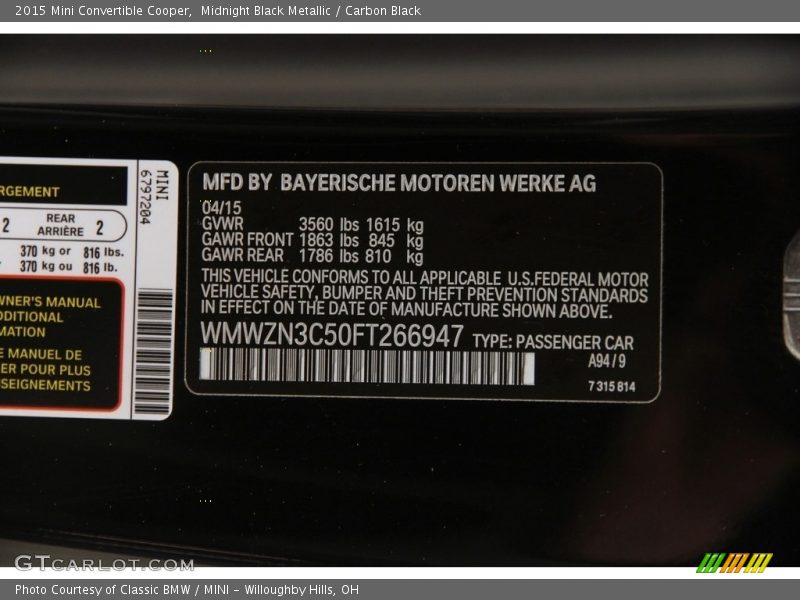 2015 Mini Convertible Cooper,  Midnight Black Metallic / Carbon Black
RGEMENT
2 REAR ARRIÈRE 2
370 kg or 816 lbs.
370 kg ou 816 lb.
WNER'S MANUAL
DDITIONAL
MATION
E MANUEL DE
ER POUR PLUS
SEIGNEMENTS
MINI
6797204
MFD BY BAYERISCHE MOTOREN WERKE AG
04/15
GVWR 3560 lbs 1615 kg
GAWR FRONT 1863 lbs 845 kg
GAWR REAR 1786 lbs 810 kg
THIS VEHICLE CONFORMS TO ALL APPLICABLE U.S.FEDERAL MOTOR
VEHICLE SAFETY, BUMPER AND THEFT PREVENTION STANDARDS
IN EFFECT ON THE DATE OF MANUFACTURE SHOWN ABOVE.
WMWZN3C50FT266947 TYPE: PASSENGER CAR
A94/9
7 315 814
GTCARLOT.COM
Photo Courtesy of Classic BMW / MINI - Willoughby Hills, OH